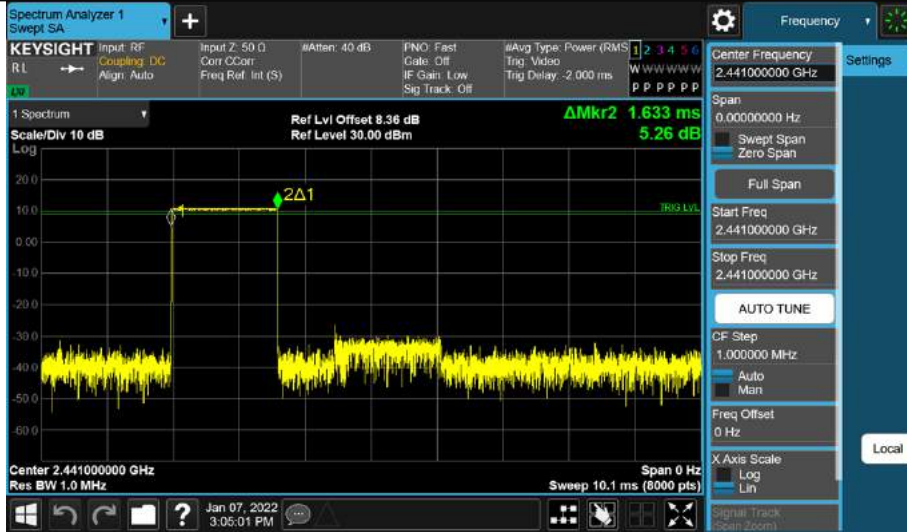 Spectrum Analyzer 1
Swept SA
+
Frequency
KEYSIGHT
RL
Input: RF
Coupling: DC
Align: Auto
Input Z: 50 Ω
Corr CCorr
Freq Ref: Int (S)
#Atten: 40 dB
PNO: Fast
Gate: Off
IF Gain: Low
Sig Track: Off
#Avg Type: Power (RMS
Trig: Video
Trig Delay: -2.000 ms
1 2 3 4 5 6
W W W W W W
P P P P P P
1 Spectrum
Scale/Div 10 dB
Log
Ref Lvl Offset 8.36 dB
Ref Level 30.00 dBm
ΔMkr2 1.633 ms
5.26 dB
20.0
10.0
0.00
-10.0
-20.0
-30.0
-40.0
-50.0
-60.0
2Δ1
TRIG LVL
Center 2.441000000 GHz
Res BW 1.0 MHz
Span 0 Hz
Sweep 10.1 ms (8000 pts)
Center Frequency
2.441000000 GHz
Settings
Span
0.00000000 Hz
Swept Span
Zero Span
Full Span
Start Freq
2.441000000 GHz
Stop Freq
2.441000000 GHz
AUTO TUNE
CF Step
1.000000 MHz
Auto
Man
Freq Offset
0 Hz
Local
X Axis Scale
Log
Lin
Signal Track
(Span Zoom)
?
Jan 07, 2022
3:05:01 PM